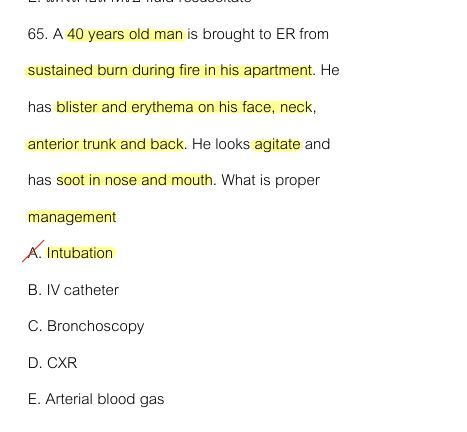 65. A 40 years old man is brought to ER from
sustained burn during fire in his apartment. He
has blister and erythema on his face, neck,
anterior trunk and back. He looks agitate and
has soot in nose and mouth. What is proper
management
A. Intubation
B. IV catheter
C. Bronchoscopy
D. CXR
E. Arterial blood gas